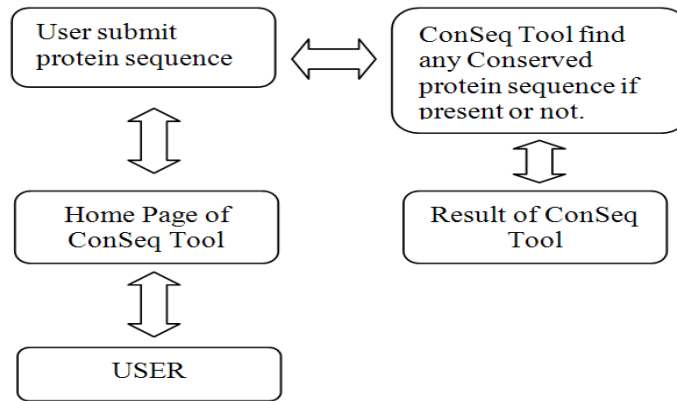 User submit
protein sequence
ConSeq Tool find
any Conserved
protein sequence if
present or not.
Home Page of
ConSeq Tool
Result of ConSeq
Tool
USER